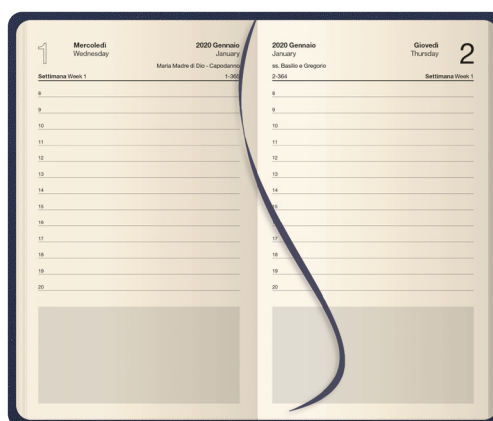 1
Mercoledì
Wednesday
2020 Gennaio
January
Maria Madre di Dio - Capodanno
Settimana Week 1
1-365
8
9
10
11
12
13
14
15
16
17
18
19
20
2020 Gennaio
January
Giovedì
Thursday
2
ss. Basilio e Gregorio
2-364
Settimana Week 1
8
9
10
11
12
13
14
15
16
17
18
19
20